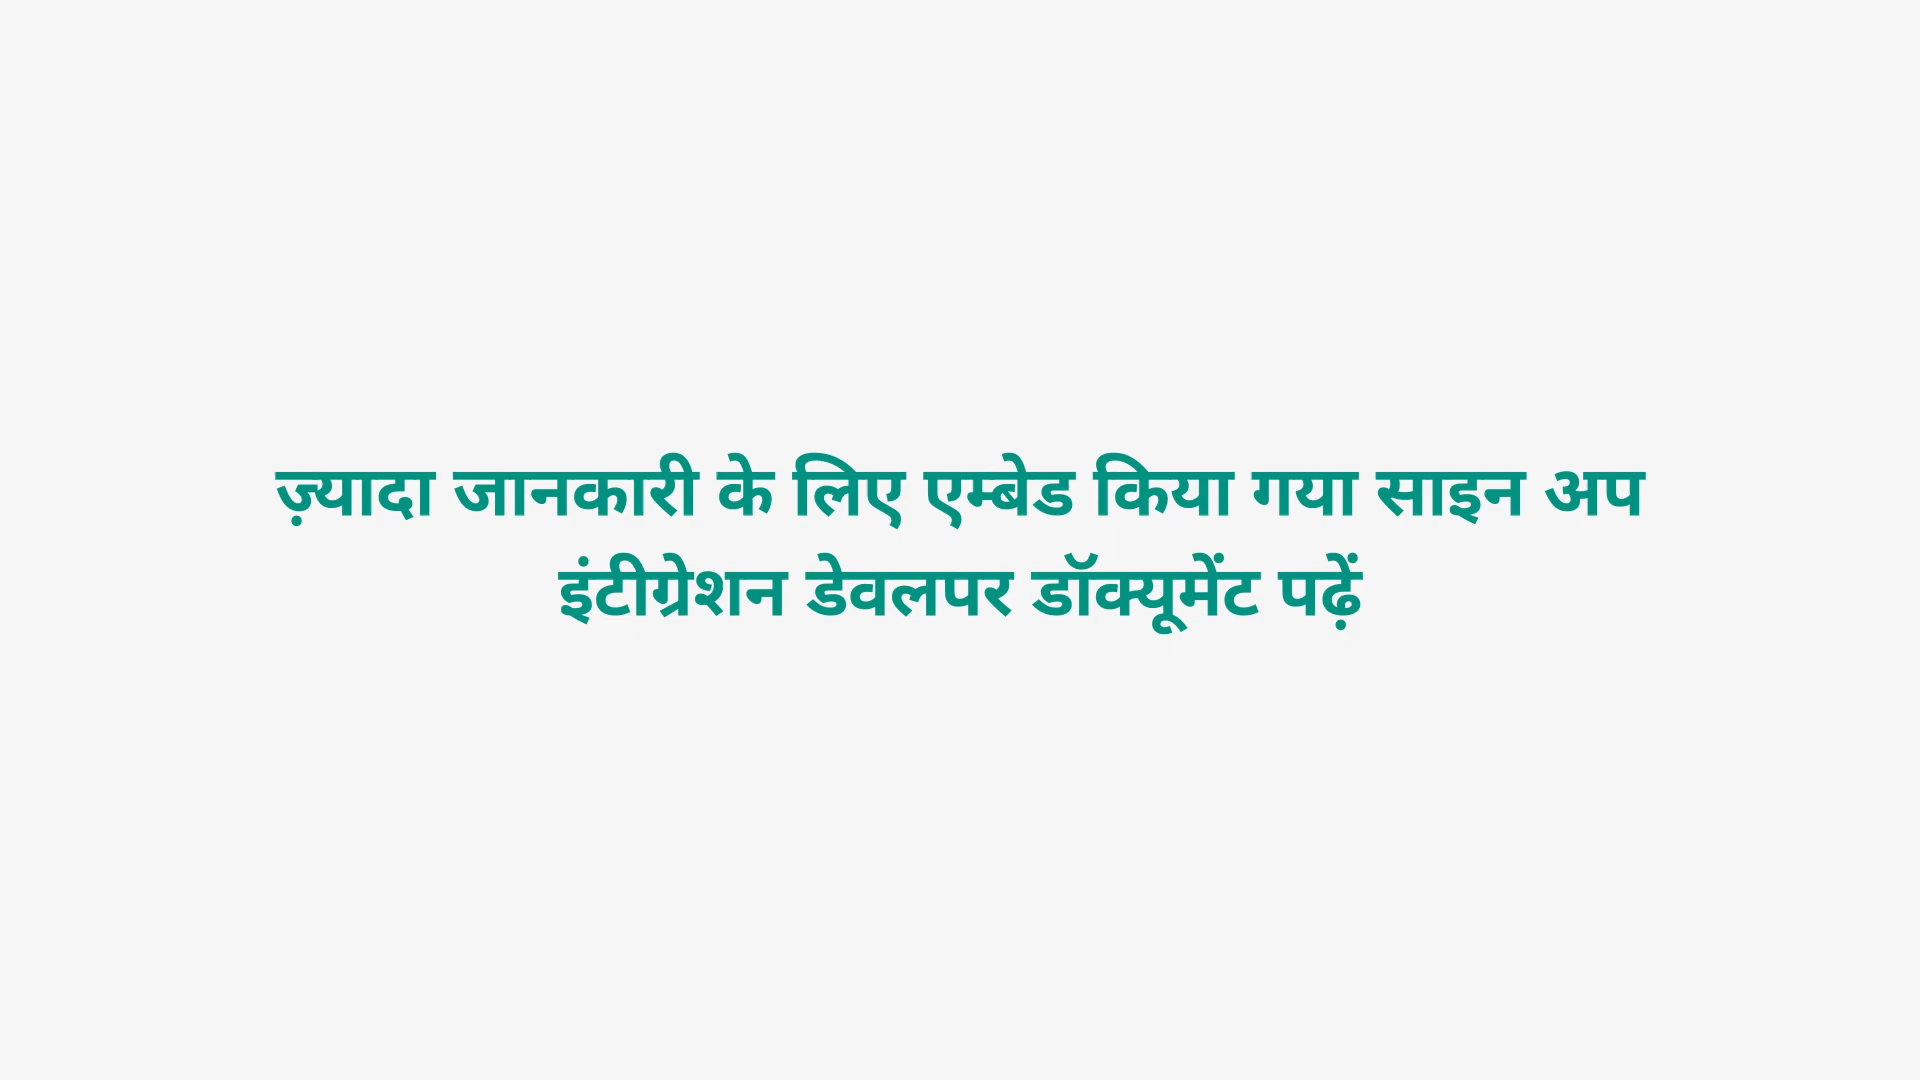 ज़्यादा जानकारी के लिए एम्बेड किया गया साइन अप
इंटीग्रेशन डेवलपर डॉक्यूमेंट पढ़ें